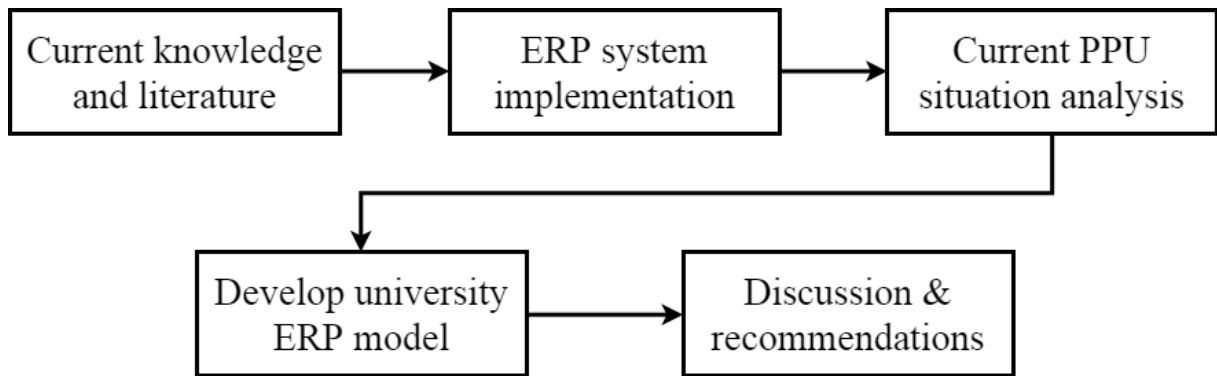 Current knowledge
and literature
ERP system
implementation
Current PPU
situation analysis
Develop university
ERP model
Discussion &
recommendations